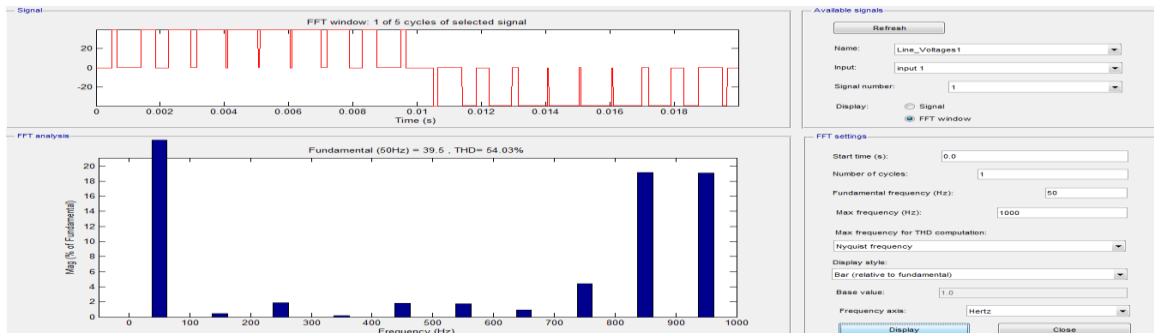 Signal
FFT window: 1 of 5 cycles of selected signal
20
0
-20
0
0.002
0.004
0.006
0.008
0.01
0.012
0.014
0.016
0.018
Time (s)
FFT analysis
Fundamental (50Hz) = 39.5 , THD= 54.03%
20
18
16
14
12
10
8
6
4
2
0
Mag (% of Fundamental)
0
100
200
300
400
500
600
700
800
900
1000
Frequency (Hz)
Available signals
Refresh
Name:
Line_Voltages1
Input:
input 1
Signal number:
1
Display:
Signal
FFT window
FFT settings
Start time (s):
0.0
Number of cycles:
1
Fundamental frequency (Hz):
50
Max frequency (Hz):
1000
Max frequency for THD computation:
Nyquist frequency
Display style:
Bar (relative to fundamental)
Base value:
1.0
Frequency axis:
Hertz
Display
Close